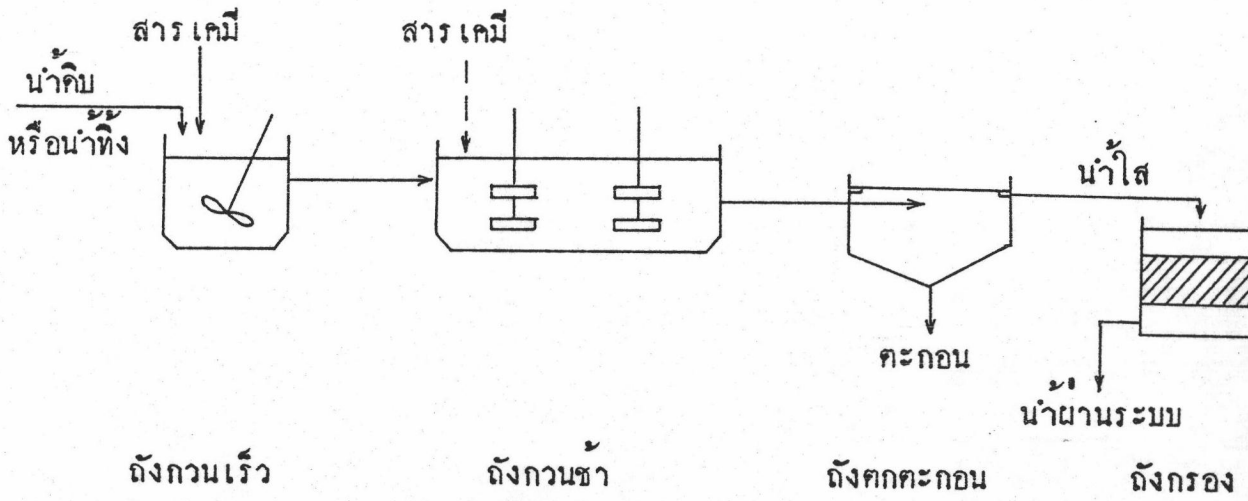 สารเคมี
สารเคมี
น้ำดิบ
หรือน้ำทิ้ง
น้ำใส
ตะกอน
น้ำผ่านระบบ
ถังกวนเร็ว
ถังกวนช้า
ถังตกตะกอน
ถังกรอง